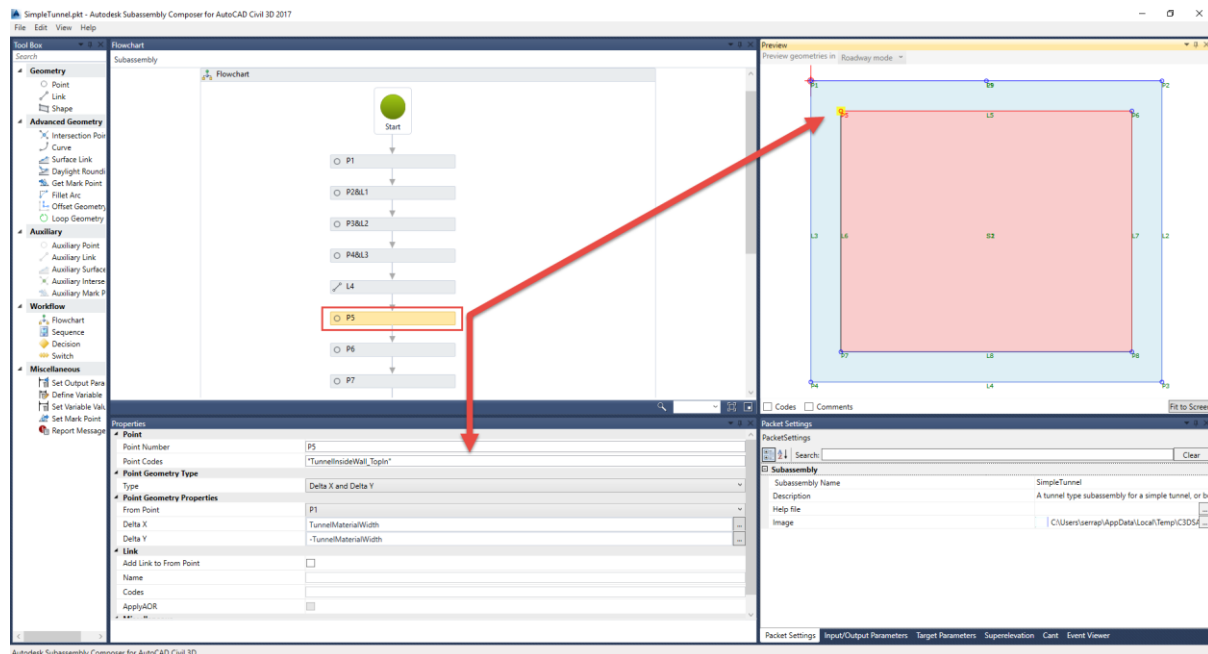 SimpleTunnel.pkt - Autodesk Subassembly Composer for AutoCAD Civil 3D 2017
File Edit View Help
Tool Box
Search
Geometry
Point
Link
Shape
Advanced Geometry
Intersection Poin
Curve
Surface Link
Daylight Roundi
Get Mark Point
Fillet Arc
Offset Geometry
Loop Geometry
Auxiliary
Auxiliary Point
Auxiliary Link
Auxiliary Surface
Auxiliary Interse
Auxiliary Mark P
Workflow
Flowchart
Sequence
Decision
Switch
Miscellaneous
Set Output Para
Define Variable
Set Variable Valu
Set Mark Point
Report Message
Flowchart
Subassembly
Flowchart
Start
P1
P2&L1
P3&L2
P4&L3
L4
P5
P6
P7
Preview
Preview geometries in Roadway mode
P1
P2
P5
L5
P6
L3
L6
L7
L2
P7
L8
P8
P4
L4
P3
Codes Comments
Fit to Screen
Properties
Point
Point Number P5
Point Codes "TunnelInsideWall_TopIn"
Point Geometry Type
Type Delta X and Delta Y
Point Geometry Properties
From Point P1
Delta X TunnelMaterialWidth ...
Delta Y -TunnelMaterialWidth ...
Link
Add Link to From Point
Name
Codes
ApplyAOR
Packet Settings
PacketSettings
Search: Clear
Subassembly
Subassembly Name SimpleTunnel
Description A tunnel type subassembly for a simple tunnel, or b
Help file ...
Image C:\Users\serrap\AppData\Local\Temp\C3DSA ...
Packet Settings Input/Output Parameters Target Parameters Superelevation Cant Event Viewer
Autodesk Subassembly Composer for AutoCAD Civil 3D